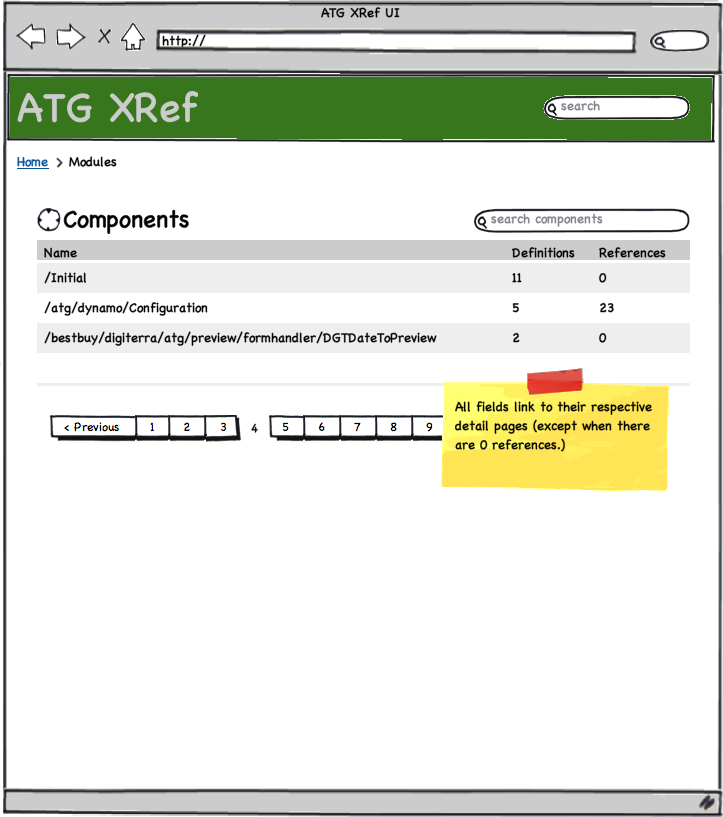 ATG XRef UI
http://
ATG XRef
search
Home > Modules
Components
search components
Name Definitions References
/Initial 11 0
/atg/dynamo/Configuration 5 23
/bestbuy/digiterra/atg/preview/formhandler/DGTDateToPreview 2 0
< Previous 1 2 3 4 5 6 7 8 9
All fields link to their respective
detail pages (except when there
are 0 references.)